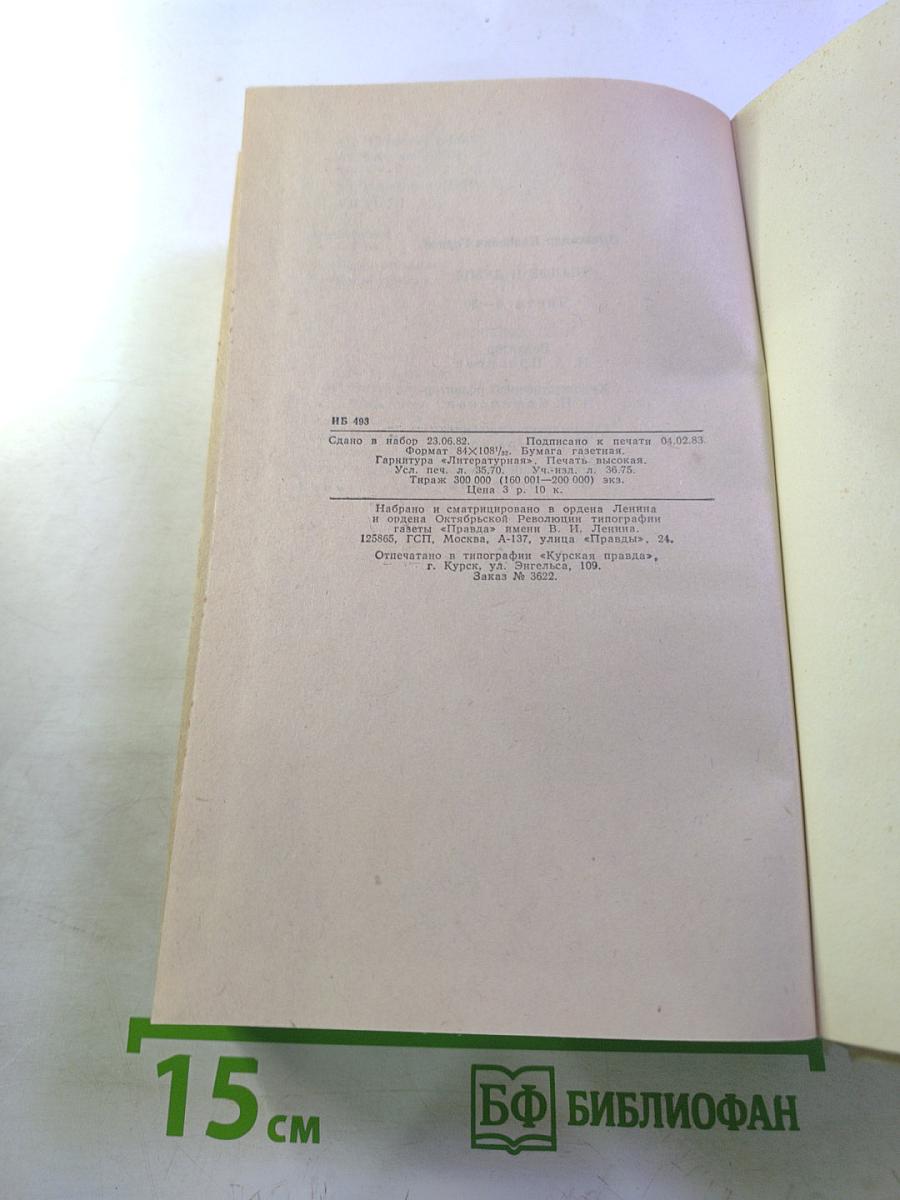 ИБ 493
Сдано в набор 23.06.82. Подписано к печати 04.02.83.
Формат 84×108¹/₃₂. Бумага газетная.
Гарнитура «Литературная». Печать высокая.
Усл. печ. л. 35,70. Уч.-изд. л. 36.75.
Тираж 300 000 (160 001—200 000) экз.
Цена 3 р. 10 к.
Набрано и сматрицировано в ордена Ленина
и ордена Октябрьской Революции типографии
газеты «Правда» имени В. И. Ленина.
125865, ГСП, Москва, А-137, улица «Правды», 24.
Отпечатано в типографии «Курская правда»,
г. Курск, ул. Энгельса, 109.
Заказ № 3622.
15 см
БФ БИБЛИОФАН